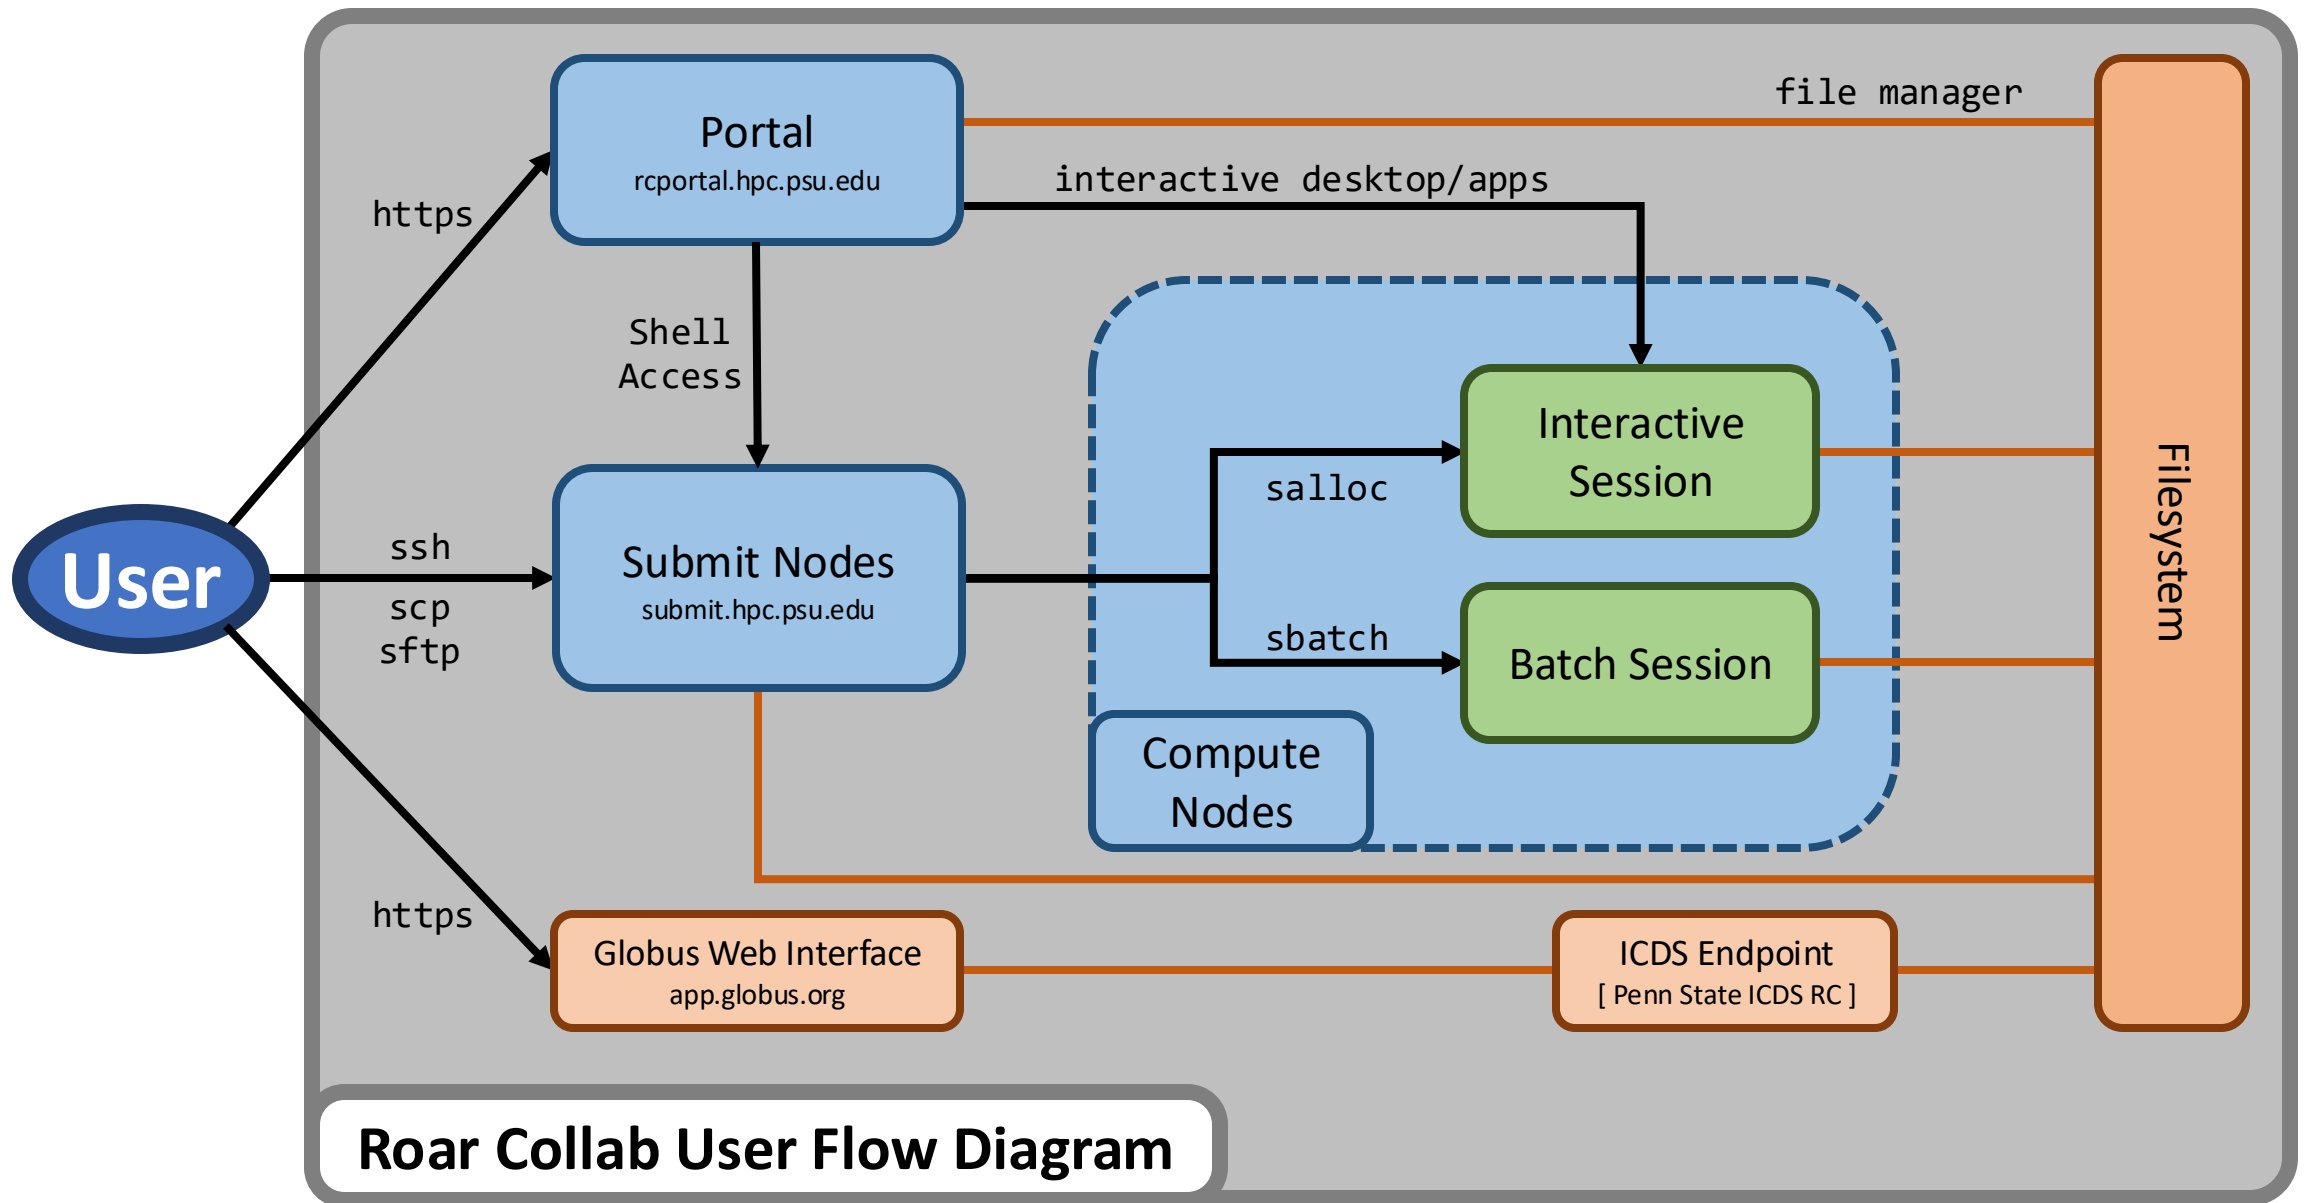 Portal
rcportal.hpc.psu.edu
file manager
interactive desktop/apps
https
Shell
Access
Interactive
Session
salloc
Filesystem
User
ssh
scp
sftp
Submit Nodes
submit.hpc.psu.edu
sbatch
Batch Session
Compute
Nodes
https
Globus Web Interface
app.globus.org
ICDS Endpoint
[ Penn State ICDS RC ]
Roar Collab User Flow Diagram